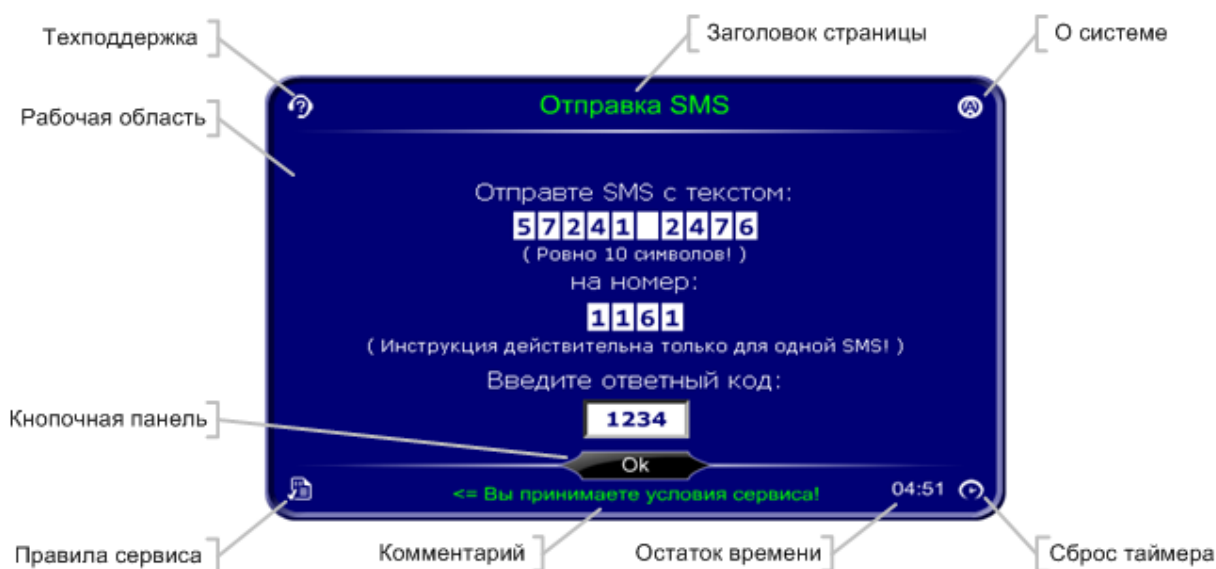 Техподдержка
Заголовок страницы
О системе
Рабочая область
Отправка SMS
Отправте SMS с текстом:
57241 2476
( Ровно 10 символов! )
на номер:
1161
( Инструкция действительна только для одной SMS! )
Введите ответный код:
Кнопочная панель
1234
Ok
<= Вы принимаете условия сервиса!
04:51
Правила сервиса
Комментарий
Остаток времени
Сброс таймера